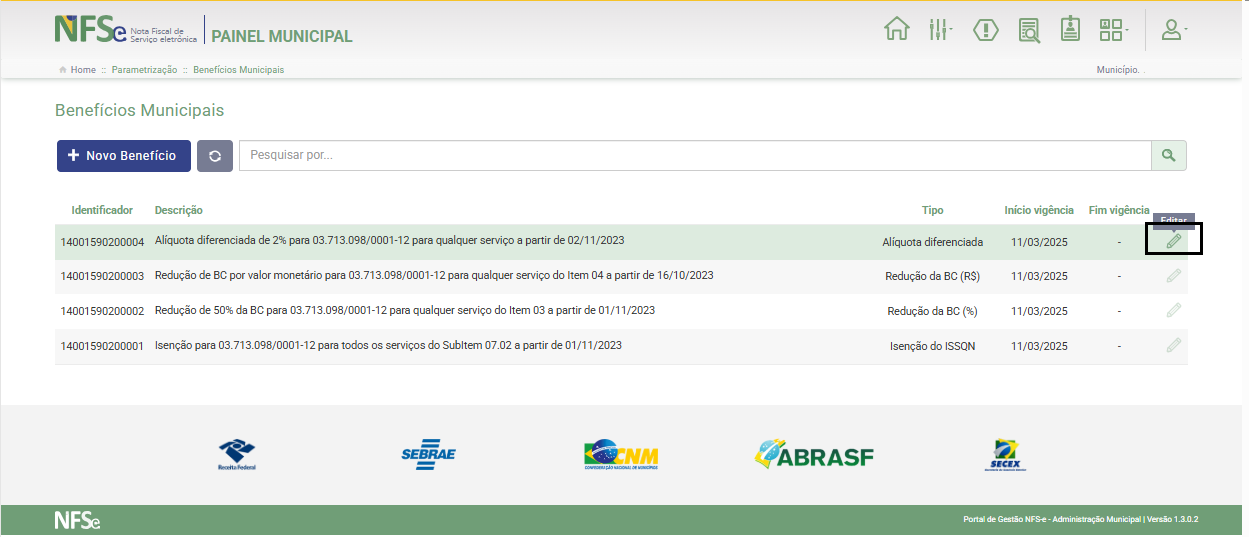 NFSe Nota Fiscal de
Serviço eletrônica
PAINEL MUNICIPAL
Home :: Parametrização :: Benefícios Municipais
Município. .
Benefícios Municipais
+ Novo Benefício
Pesquisar por...
Identificador Descrição Tipo Início vigência Fim vigência
Editar
14001590200004 Alíquota diferenciada de 2% para 03.713.098/0001-12 para qualquer serviço a partir de 02/11/2023 Alíquota diferenciada 11/03/2025 -
14001590200003 Redução de BC por valor monetário para 03.713.098/0001-12 para qualquer serviço do Item 04 a partir de 16/10/2023 Redução da BC (R$) 11/03/2025 -
14001590200002 Redução de 50% da BC para 03.713.098/0001-12 para qualquer serviço do Item 03 a partir de 01/11/2023 Redução da BC (%) 11/03/2025 -
14001590200001 Isenção para 03.713.098/0001-12 para todos os serviços do SubItem 07.02 a partir de 01/11/2023 Isenção do ISSQN 11/03/2025 -
Receita Federal
SEBRAE
CNM
CONFEDERAÇÃO NACIONAL DE MUNICÍPIOS
ABRASF
SECEX
NFSe
Portal de Gestão NFS-e - Administração Municipal | Versão 1.3.0.2